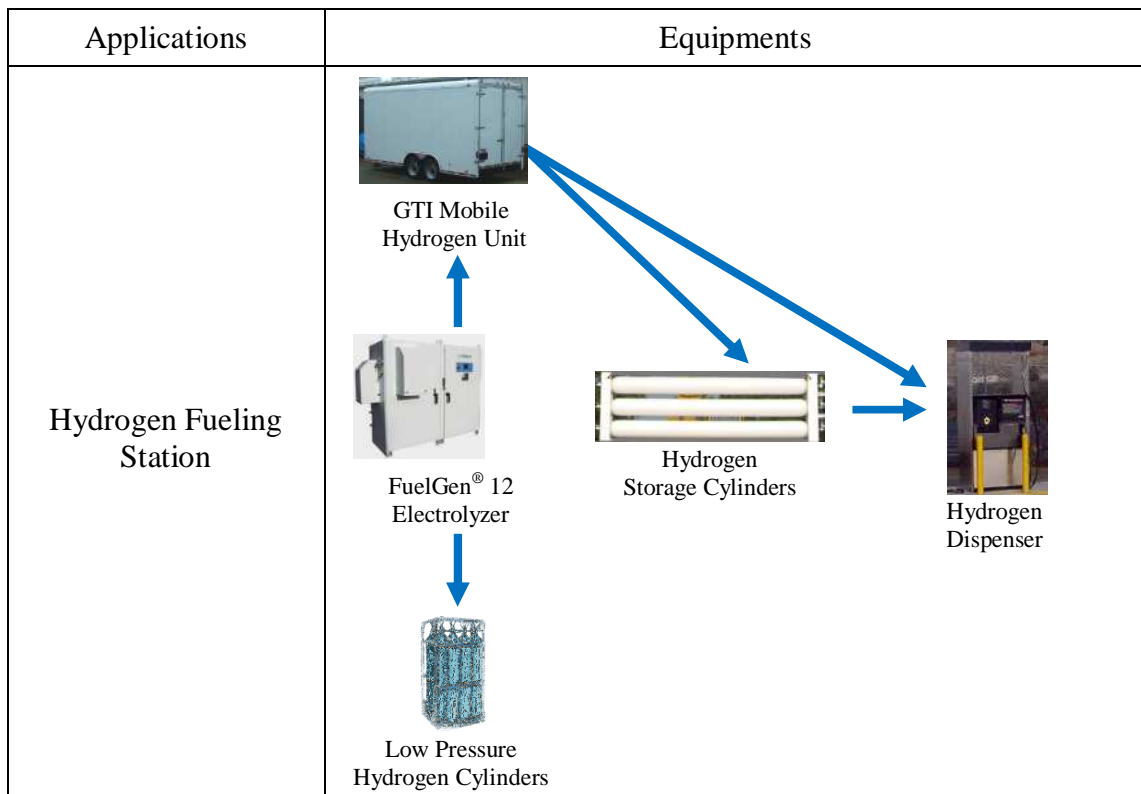 Applications
Equipments
Hydrogen Fueling
Station
GTI Mobile
Hydrogen Unit
FuelGen® 12
Electrolyzer
Hydrogen
Storage Cylinders
Hydrogen
Dispenser
Low Pressure
Hydrogen Cylinders